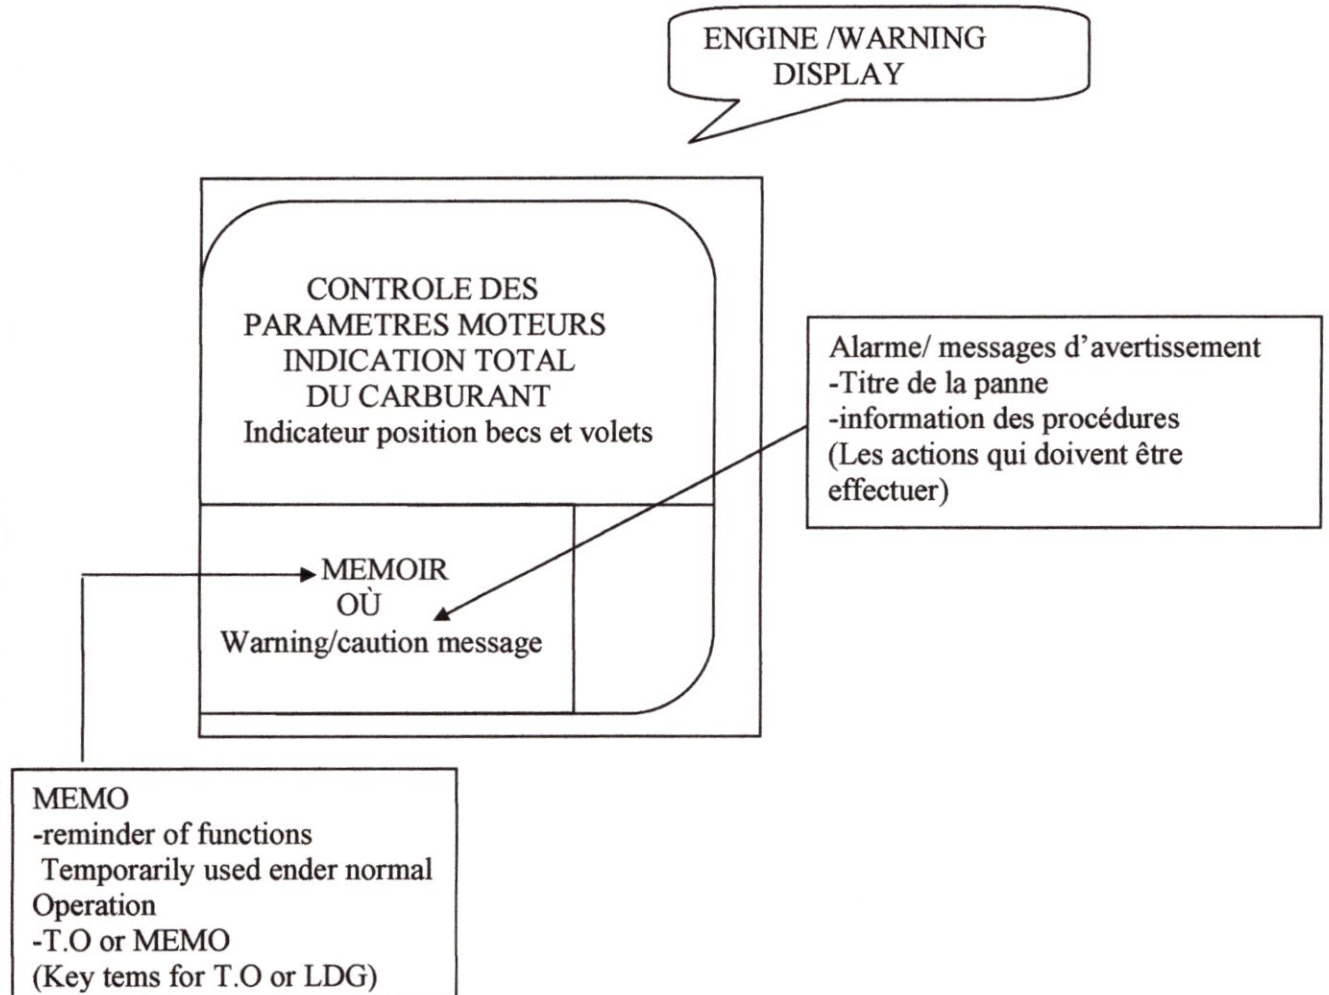 ENGINE /WARNING
DISPLAY
CONTROLE DES
PARAMETRES MOTEURS
INDICATION TOTAL
DU CARBURANT
Indicateur position becs et volets
Alarme/ messages d’avertissement
-Titre de la panne
-information des procédures
(Les actions qui doivent être
effectuer)
MEMOIR
OÙ
Warning/caution message
MEMO
-reminder of functions
Temporarily used ender normal
Operation
-T.O or MEMO
(Key tems for T.O or LDG)